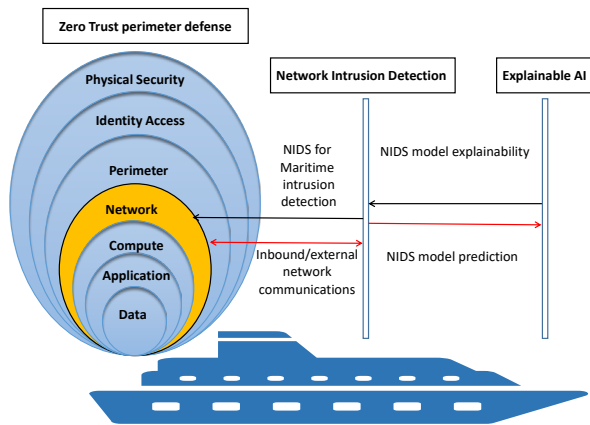 Zero Trust perimeter defense
Physical Security
Identity Access
Perimeter
Network
Compute
Application
Data
Network Intrusion Detection
NIDS for
Maritime
intrusion
detection
Inbound/external
network
communications
Explainable AI
NIDS model explainability
NIDS model prediction